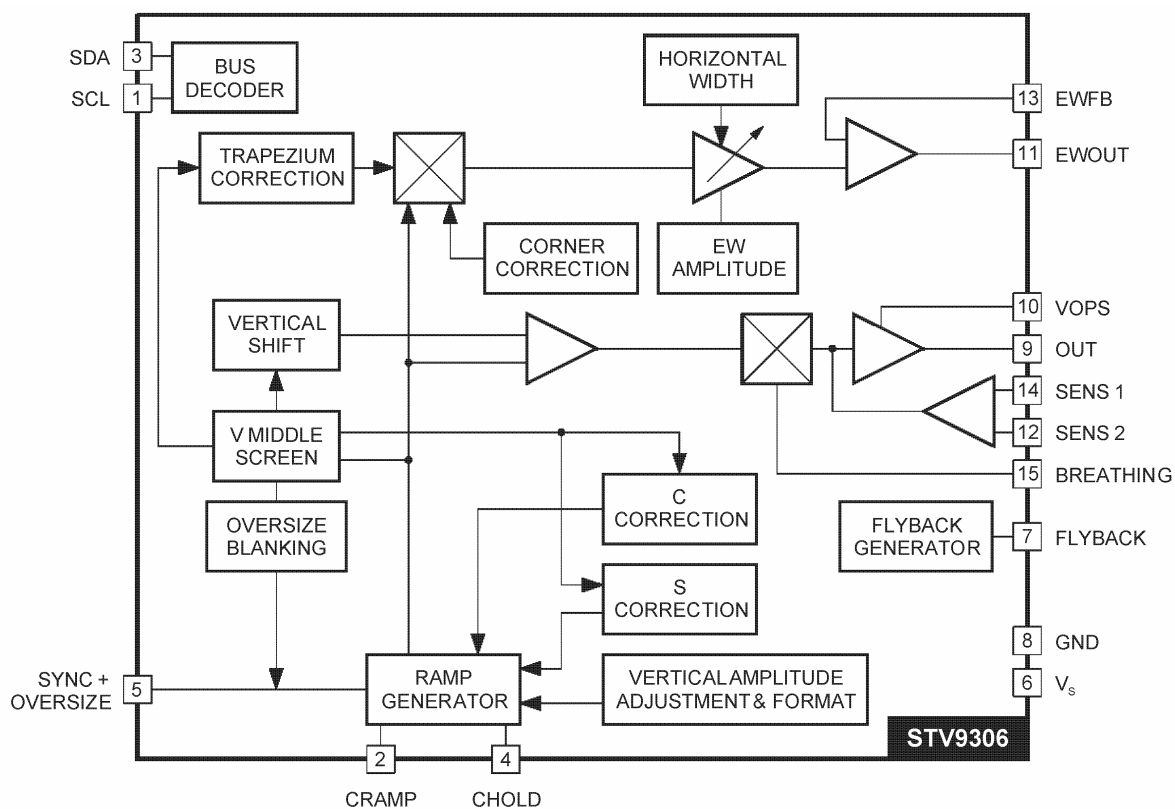 SDA
3
SCL
1
BUS
DECODER
HORIZONTAL
WIDTH
13
EWFB
11
EWOUT
TRAPEZIUM
CORRECTION
CORNER
CORRECTION
EW
AMPLITUDE
VERTICAL
SHIFT
10
VOPS
9
OUT
14
SENS 1
12
SENS 2
15
BREATHING
V MIDDLE
SCREEN
OVERSIZE
BLANKING
C
CORRECTION
FLYBACK
GENERATOR
7
FLYBACK
S
CORRECTION
8
GND
6
VS
SYNC +
OVERSIZE
5
RAMP
GENERATOR
VERTICAL AMPLITUDE
ADJUSTMENT & FORMAT
STV9306
2
4
CRAMP
CHOLD